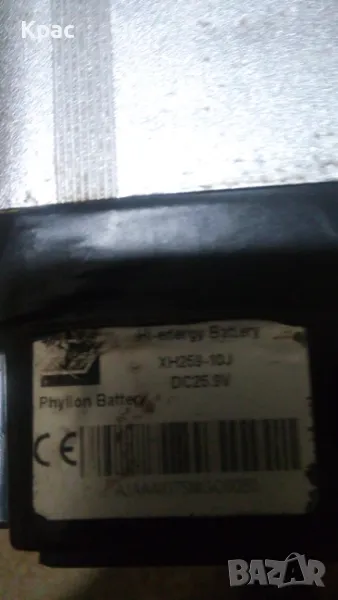 Крас
Hi-energy Battery
XH259-10J
DC25.9V
Phylion Battery
CE
BAZAR